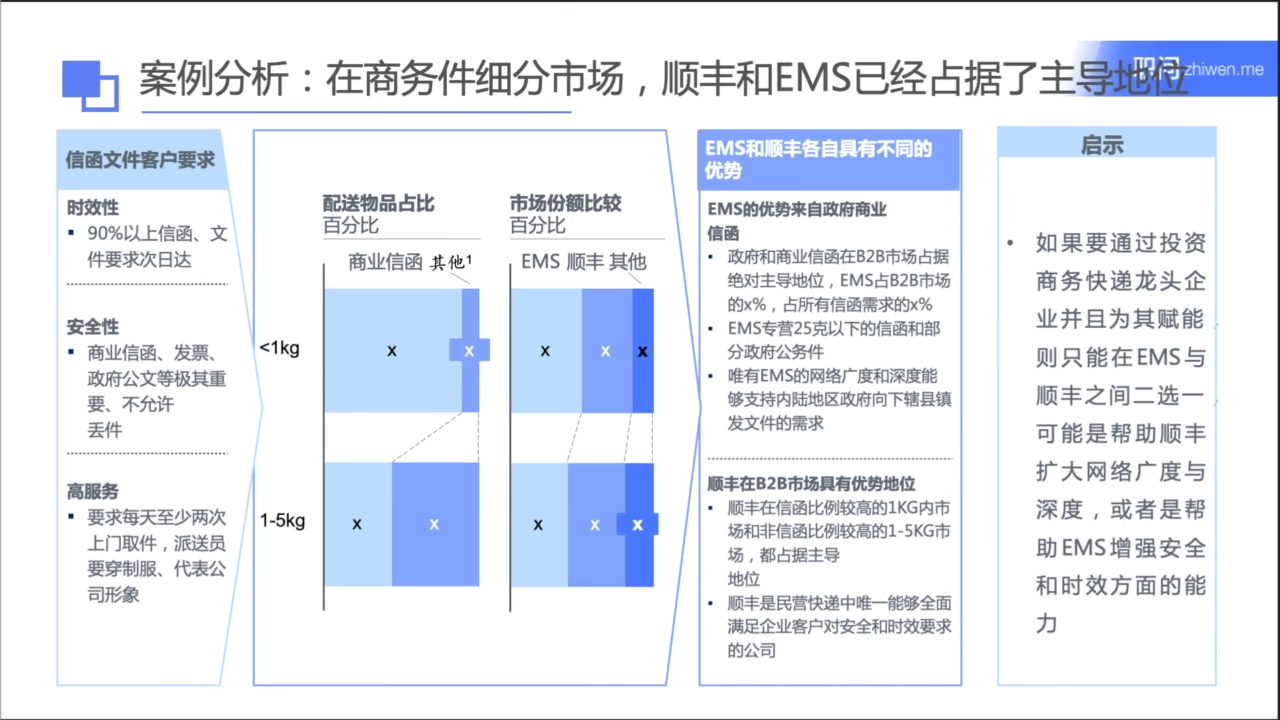 案例分析：在商务件细分市场，顺丰和EMS已经占据了主导地位
职问 zhiwen.me
信函文件客户要求
时效性
▪ 90%以上信函、文
件要求次日达
安全性
▪ 商业信函、发票、
政府公文等极其重
要、不允许
丢件
高服务
▪ 要求每天至少两次
上门取件，派送员
要穿制服、代表公
司形象
配送物品占比
百分比
商业信函 其他¹
<1kg
x
x
1-5kg
x
x
市场份额比较
百分比
EMS 顺丰 其他
x
x
x
x
x
x
EMS和顺丰各自具有不同的
优势
EMS的优势来自政府商业
信函
▪ 政府和商业信函在B2B市场占据
绝对主导地位，EMS占B2B市场
的x%，占所有信函需求的x%
▪ EMS专营25克以下的信函和部
分政府公务件
▪ 唯有EMS的网络广度和深度能
够支持内陆地区政府向下辖县镇
发文件的需求
顺丰在B2B市场具有优势地位
▪ 顺丰在信函比例较高的1KG内市
场和非信函比例较高的1-5KG市
场，都占据主导
地位
▪ 顺丰是民营快递中唯一能够全面
满足企业客户对安全和时效要求
的公司
启示
• 如果要通过投资
商务快递龙头企
业并且为其赋能
则只能在EMS与
顺丰之间二选一
可能是帮助顺丰
扩大网络广度与
深度，或者是帮
助EMS增强安全
和时效方面的能
力